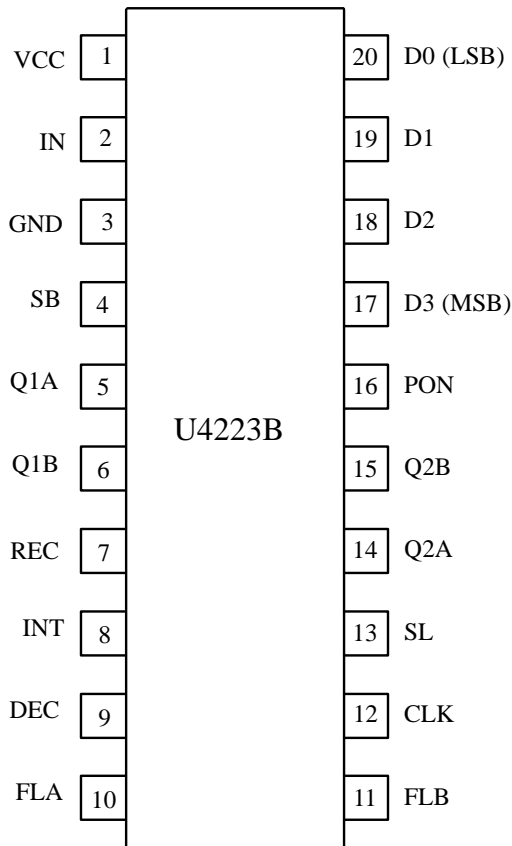 VCC 1 20 D0 (LSB)
IN 2 19 D1
GND 3 18 D2
SB 4 17 D3 (MSB)
Q1A 5 16 PON
U4223B
Q1B 6 15 Q2B
REC 7 14 Q2A
INT 8 13 SL
DEC 9 12 CLK
FLA 10 11 FLB